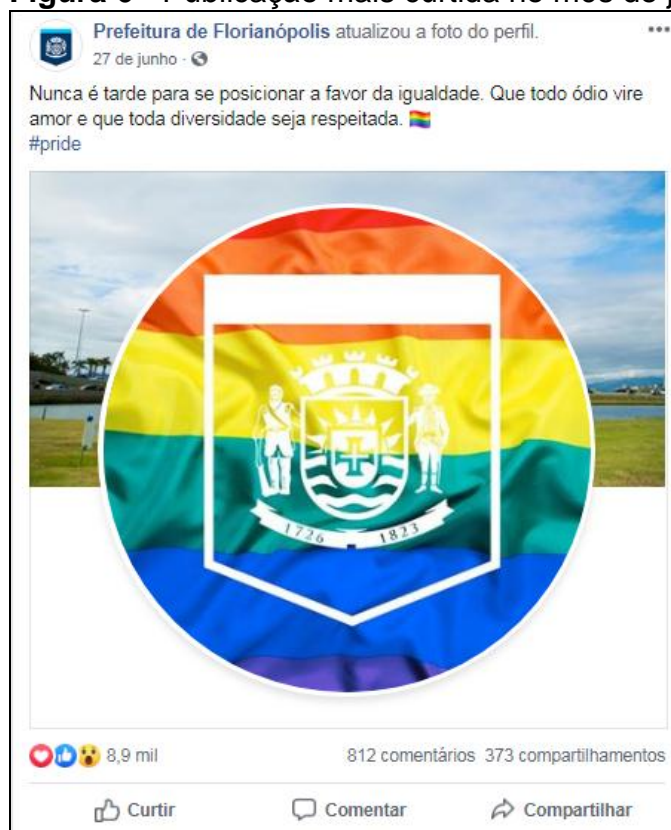 Prefeitura de Florianópolis atualizou a foto do perfil.
27 de junho
Nunca é tarde para se posicionar a favor da igualdade. Que todo ódio vire
amor e que toda diversidade seja respeitada. 🏳️‍🌈
#pride
1726 1823
8,9 mil 812 comentários 373 compartilhamentos
Curtir Comentar Compartilhar